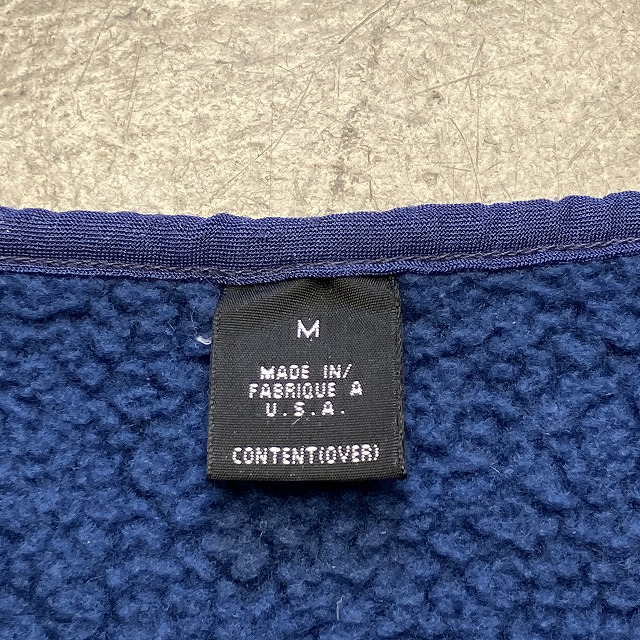 M
MADE IN/
FABRIQUE A
U.S.A.
CONTENT(OVER)